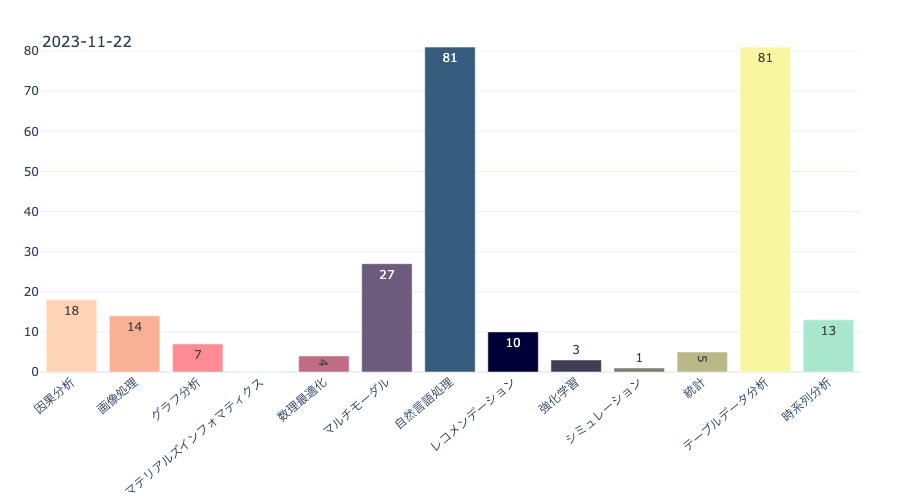 2023-11-22
80
70
60
50
40
30
20
10
0
18
14
7
4
27
81
10
3
1
5
81
13
因果分析
画像処理
グラフ分析
マテリアルズインフォマティクス
数理最適化
マルチモーダル
自然言語処理
レコメンデーション
強化学習
シミュレーション
統計
テーブルデータ分析
時系列分析